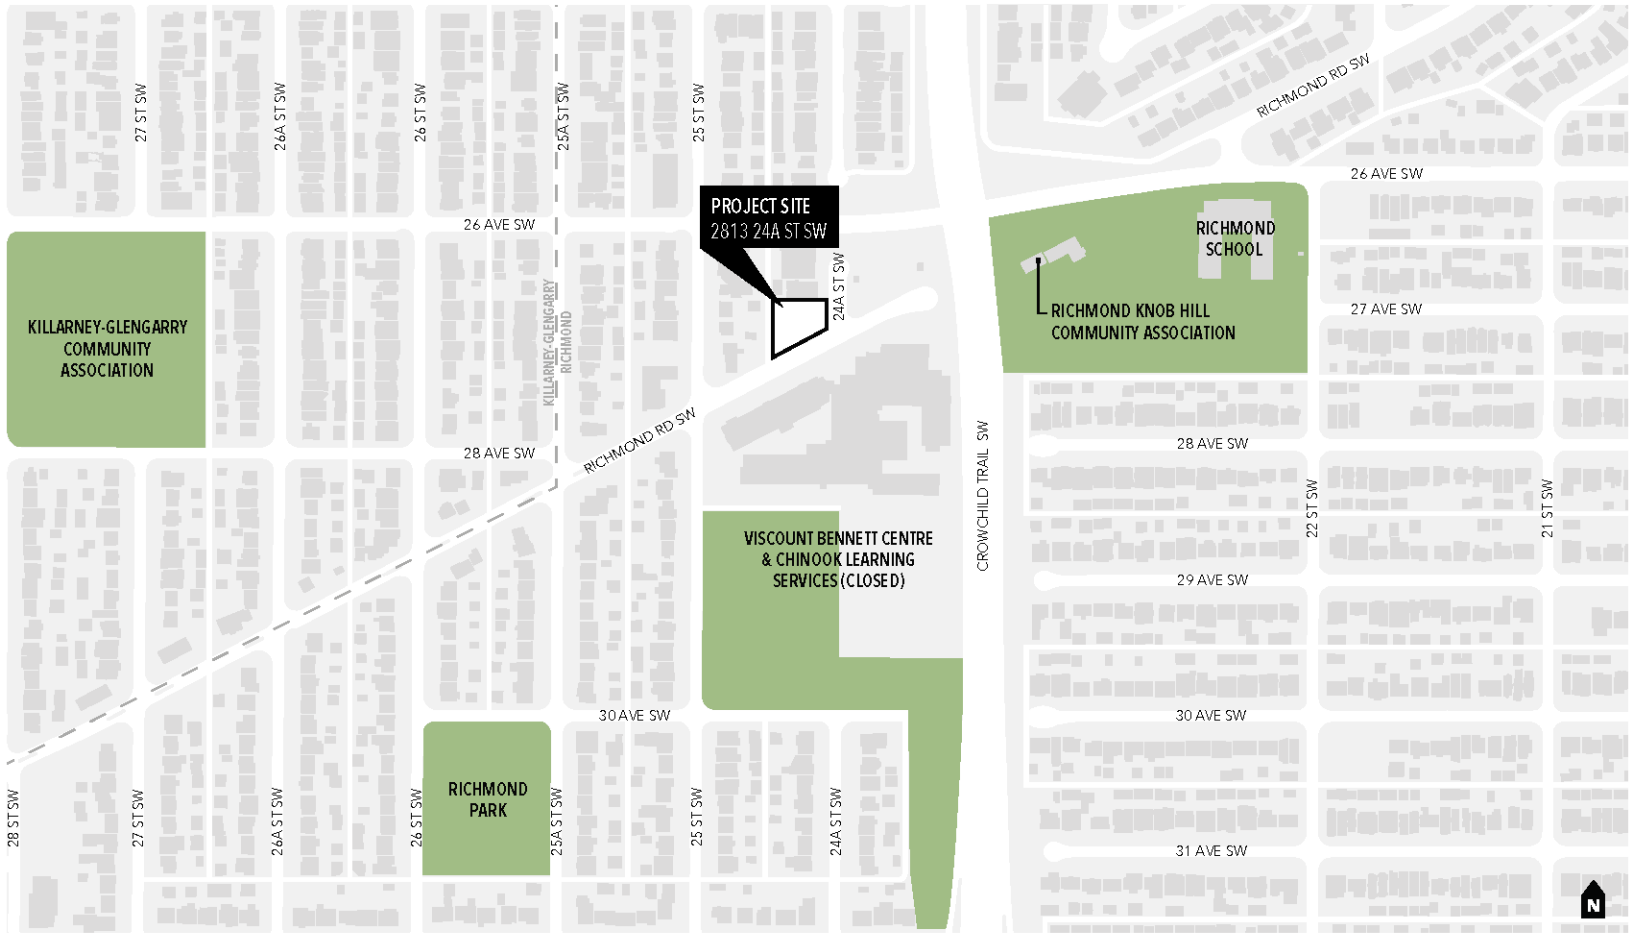 27 ST SW
26A ST SW
26 ST SW
25A ST SW
25 ST SW
RICHMOND RD SW
26 AVE SW
PROJECT SITE
2813 24A ST SW
26 AVE SW
RICHMOND
SCHOOL
24A ST SW
KILLARNEY-GLENGARRY
RICHMOND
RICHMOND KNOB HILL
COMMUNITY ASSOCIATION
27 AVE SW
KILLARNEY-GLENGARRY
COMMUNITY
ASSOCIATION
RICHMOND RD SW
28 AVE SW
28 AVE SW
CROWCHILD TRAIL SW
22 ST SW
21 ST SW
VISCOUNT BENNETT CENTRE
& CHINOOK LEARNING
SERVICES (CLOSED)
29 AVE SW
30 AVE SW
30 AVE SW
RICHMOND
PARK
28 ST SW
27 ST SW
26A ST SW
26 ST SW
25A ST SW
25 ST SW
24A ST SW
31 AVE SW
N